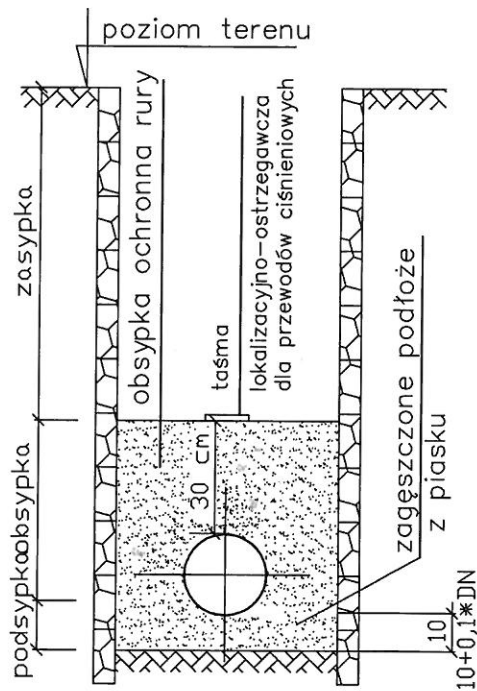 poziom terenu
zasypka
obsypka ochronna rury
taśma
lokalizacyjno-ostrzegawcza
dla przewodów ciśnieniowych
obsypka
podsypka
30 cm
zagęszczone podłoże
z piasku
10
10+0,1*DN